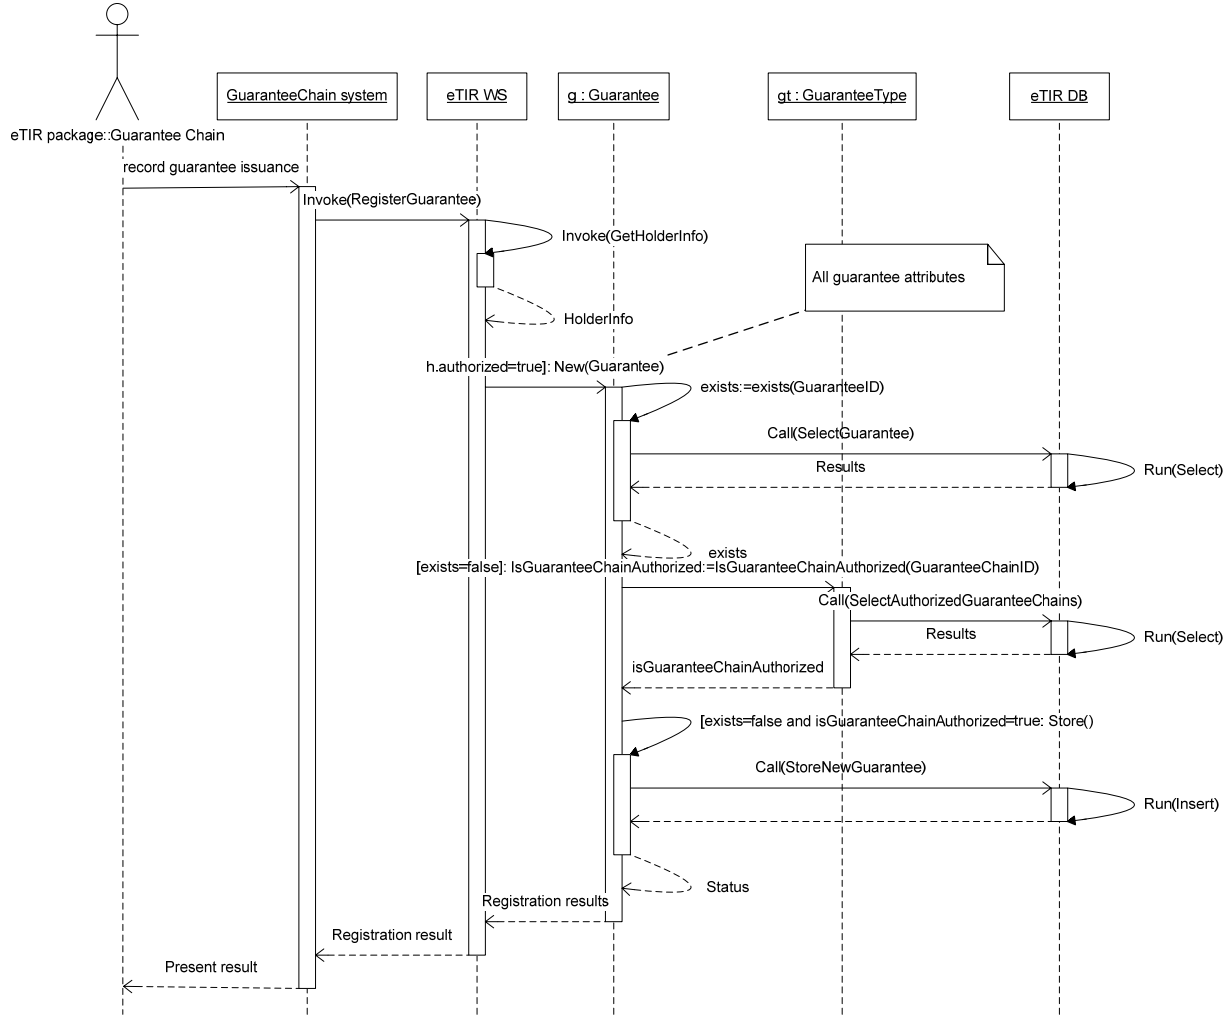 GuaranteeChain system
eTIR WS
g : Guarantee
gt : GuaranteeType
eTIR DB
eTIR package::Guarantee Chain
record guarantee issuance
Invoke(RegisterGuarantee)
Invoke(GetHolderInfo)
All guarantee attributes
HolderInfo
h.authorized=true]: New(Guarantee)
exists:=exists(GuaranteeID)
Call(SelectGuarantee)
Results
Run(Select)
exists
[exists=false]: IsGuaranteeChainAuthorized:=IsGuaranteeChainAuthorized(GuaranteeChainID)
Call(SelectAuthorizedGuaranteeChains)
Results
Run(Select)
isGuaranteeChainAuthorized
[exists=false and isGuaranteeChainAuthorized=true: Store()
Call(StoreNewGuarantee)
Run(Insert)
Status
Registration results
Registration result
Present result